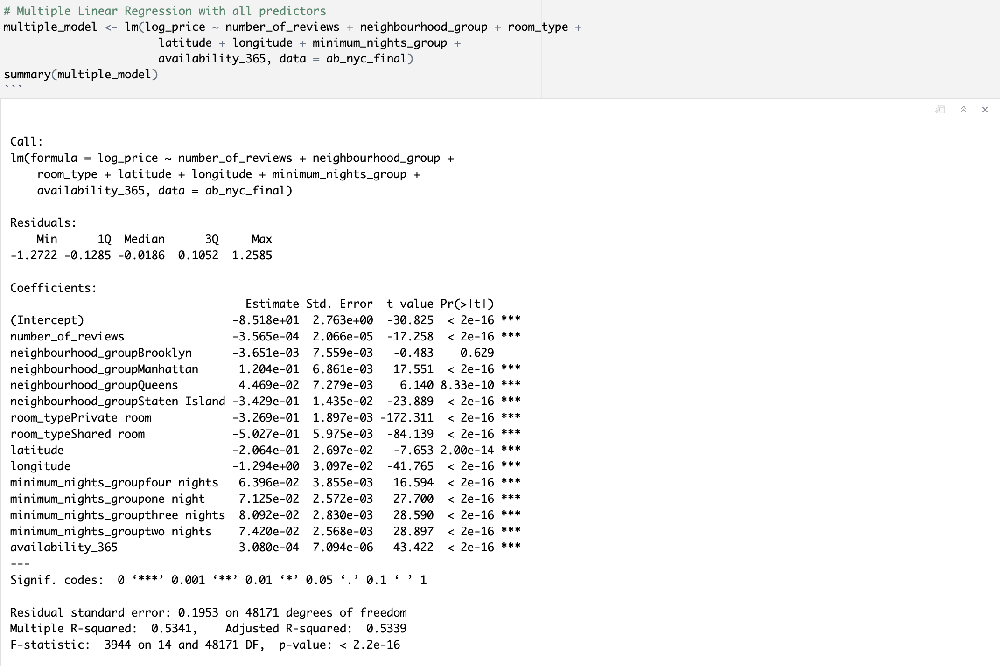 # Multiple Linear Regression with all predictors
multiple_model <- lm(log_price ~ number_of_reviews + neighbourhood_group + room_type +
                       latitude + longitude + minimum_nights_group +
                       availability_365, data = ab_nyc_final)
summary(multiple_model)
```

Call:
lm(formula = log_price ~ number_of_reviews + neighbourhood_group +
    room_type + latitude + longitude + minimum_nights_group +
    availability_365, data = ab_nyc_final)

Residuals:
    Min      1Q  Median      3Q     Max
-1.2722 -0.1285 -0.0186  0.1052  1.2585

Coefficients:
                                   Estimate Std. Error  t value Pr(>|t|)
(Intercept)                      -8.518e+01  2.763e+00  -30.825  < 2e-16 ***
number_of_reviews                -3.565e-04  2.066e-05  -17.258  < 2e-16 ***
neighbourhood_groupBrooklyn      -3.651e-03  7.559e-03   -0.483    0.629
neighbourhood_groupManhattan      1.204e-01  6.861e-03   17.551  < 2e-16 ***
neighbourhood_groupQueens         4.469e-02  7.279e-03    6.140 8.33e-10 ***
neighbourhood_groupStaten Island -3.429e-01  1.435e-02  -23.889  < 2e-16 ***
room_typePrivate room            -3.269e-01  1.897e-03 -172.311  < 2e-16 ***
room_typeShared room             -5.027e-01  5.975e-03  -84.139  < 2e-16 ***
latitude                         -2.064e-01  2.697e-02   -7.653 2.00e-14 ***
longitude                        -1.294e+00  3.097e-02  -41.765  < 2e-16 ***
minimum_nights_groupfour nights   6.396e-02  3.855e-03   16.594  < 2e-16 ***
minimum_nights_groupone night     7.125e-02  2.572e-03   27.700  < 2e-16 ***
minimum_nights_groupthree nights  8.092e-02  2.830e-03   28.590  < 2e-16 ***
minimum_nights_grouptwo nights    7.420e-02  2.568e-03   28.897  < 2e-16 ***
availability_365                  3.080e-04  7.094e-06   43.422  < 2e-16 ***
---
Signif. codes:  0 ‘***’ 0.001 ‘**’ 0.01 ‘*’ 0.05 ‘.’ 0.1 ‘ ’ 1

Residual standard error: 0.1953 on 48171 degrees of freedom
Multiple R-squared:  0.5341,    Adjusted R-squared:  0.5339
F-statistic:  3944 on 14 and 48171 DF,  p-value: < 2.2e-16